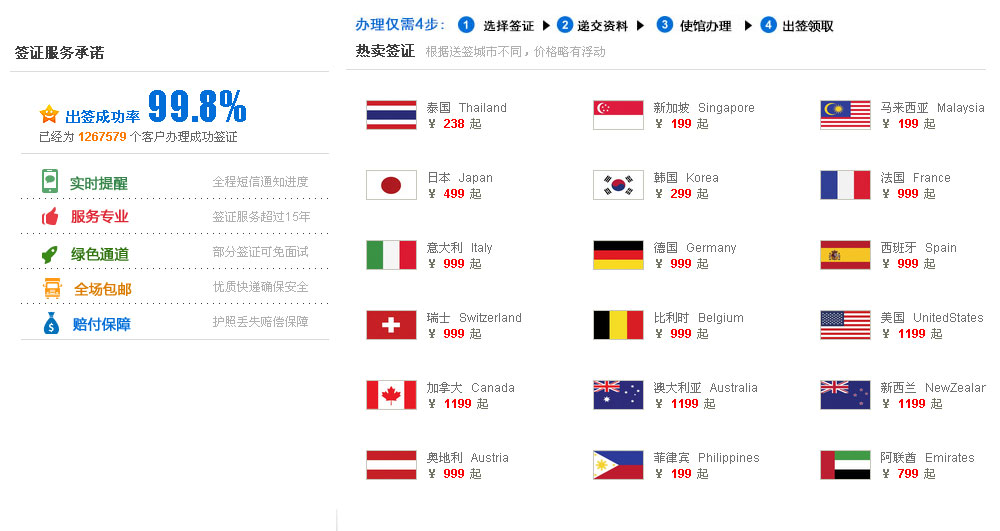 签证服务承诺
出签成功率 99.8%
已经为 1267579 个客户办理成功签证
实时提醒 全程短信通知进度
服务专业 签证服务超过15年
绿色通道 部分签证可免面试
全场包邮 优质快递确保安全
赔付保障 护照丢失赔偿保障
办理仅需4步: 1 选择签证 2 递交资料 3 使馆办理 4 出签领取
热卖签证 根据送签城市不同，价格略有浮动
泰国 Thailand
¥ 238 起
新加坡 Singapore
¥ 199 起
马来西亚 Malaysia
¥ 199 起
日本 Japan
¥ 499 起
韩国 Korea
¥ 299 起
法国 France
¥ 999 起
意大利 Italy
¥ 999 起
德国 Germany
¥ 999 起
西班牙 Spain
¥ 999 起
瑞士 Switzerland
¥ 999 起
比利时 Belgium
¥ 999 起
美国 UnitedStates
¥ 1199 起
加拿大 Canada
¥ 1199 起
澳大利亚 Australia
¥ 1199 起
新西兰 NewZealar
¥ 1199 起
奥地利 Austria
¥ 999 起
菲律宾 Philippines
¥ 199 起
阿联酋 Emirates
¥ 799 起